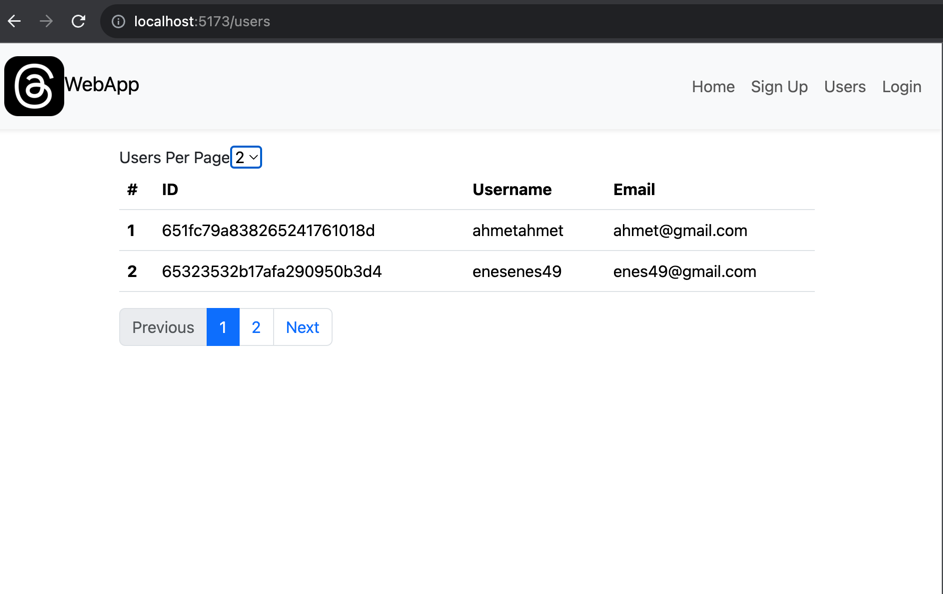 localhost:5173/users
WebApp Home Sign Up Users Login
Users Per Page 2
# ID Username Email
1 651fc79a838265241761018d ahmetahmet ahmet@gmail.com
2 65323532b17afa290950b3d4 enesenes49 enes49@gmail.com
Previous 1 2 Next